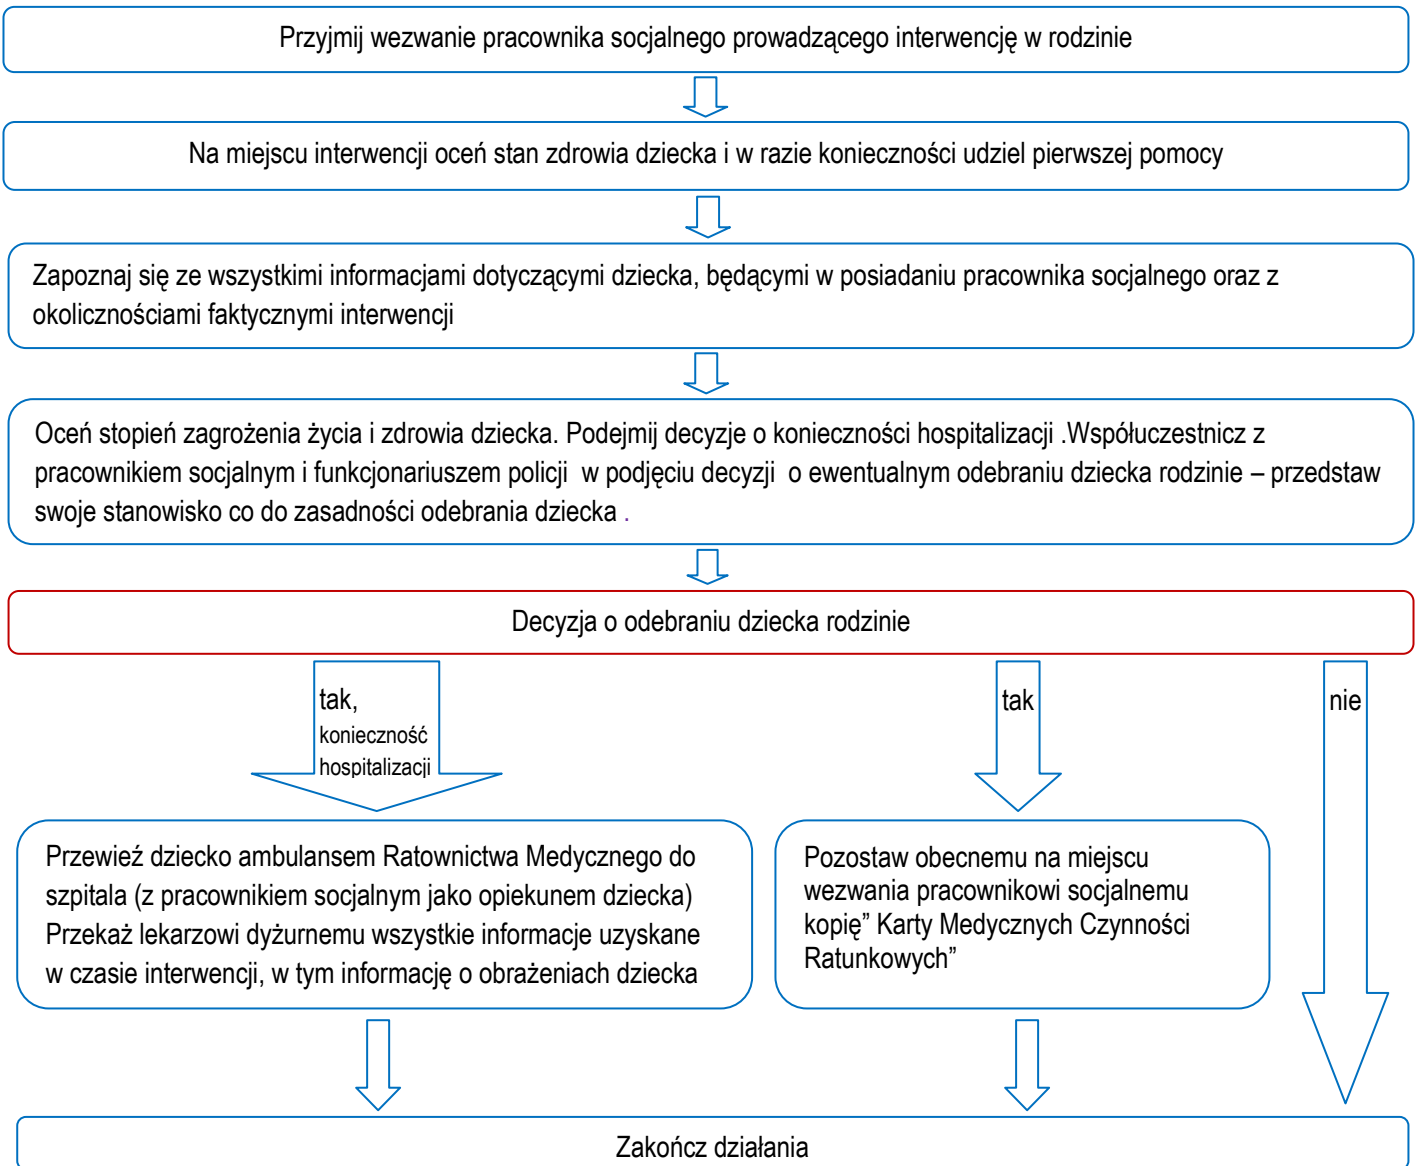 Przyjmij wezwanie pracownika socjalnego prowadzącego interwencję w rodzinie
Na miejscu interwencji oceń stan zdrowia dziecka i w razie konieczności udziel pierwszej pomocy
Zapoznaj się ze wszystkimi informacjami dotyczącymi dziecka, będącymi w posiadaniu pracownika socjalnego oraz z
okolicznościami faktycznymi interwencji
Oceń stopień zagrożenia życia i zdrowia dziecka. Podejmij decyzje o konieczności hospitalizacji .Współuczestnicz z
pracownikiem socjalnym i funkcjonariuszem policji  w podjęciu decyzji  o ewentualnym odebraniu dziecka rodzinie – przedstaw
swoje stanowisko co do zasadności odebrania dziecka .
Decyzja o odebraniu dziecka rodzinie
tak,
konieczność
hospitalizacji
tak
nie
Przewieź dziecko ambulansem Ratownictwa Medycznego do
szpitala (z pracownikiem socjalnym jako opiekunem dziecka)
Przekaż lekarzowi dyżurnemu wszystkie informacje uzyskane
w czasie interwencji, w tym informację o obrażeniach dziecka
Pozostaw obecnemu na miejscu
wezwania pracownikowi socjalnemu
kopię” Karty Medycznych Czynności
Ratunkowych”
Zakończ działania